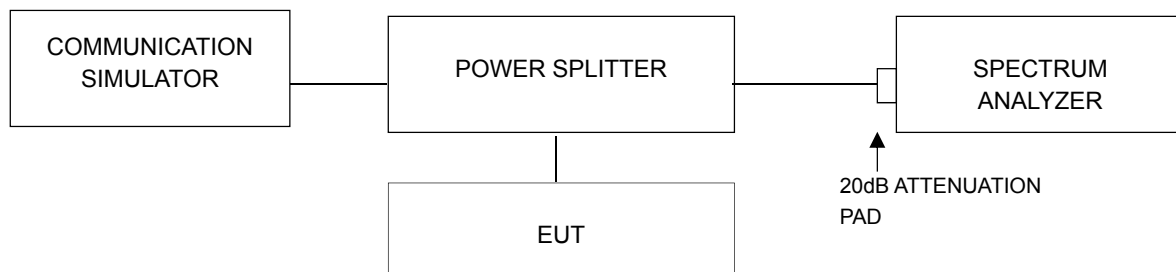 COMMUNICATION
SIMULATOR
POWER SPLITTER
SPECTRUM
ANALYZER
20dB ATTENUATION
PAD
EUT